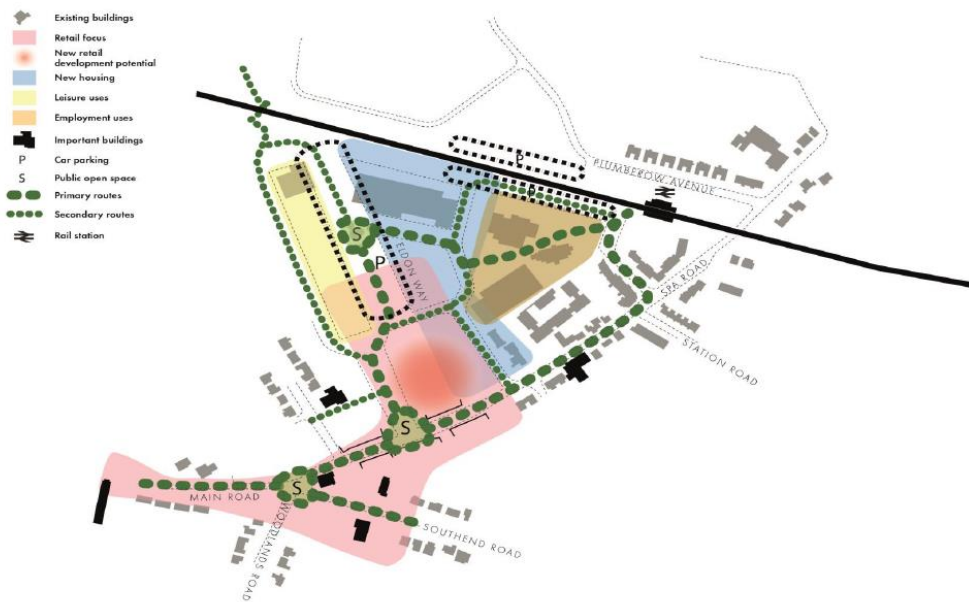 Existing buildings
Retail focus
New retail
development potential
New housing
Leisure uses
Employment uses
Important buildings
P
Car parking
S
Public open space
Primary routes
Secondary routes
Rail station
P
PLUMBEROW AVENUE
P
S
P
ELDON WAY
SPA ROAD
STATION ROAD
S
MAIN ROAD
S
WOODLANDS ROAD
SOUTHEND ROAD